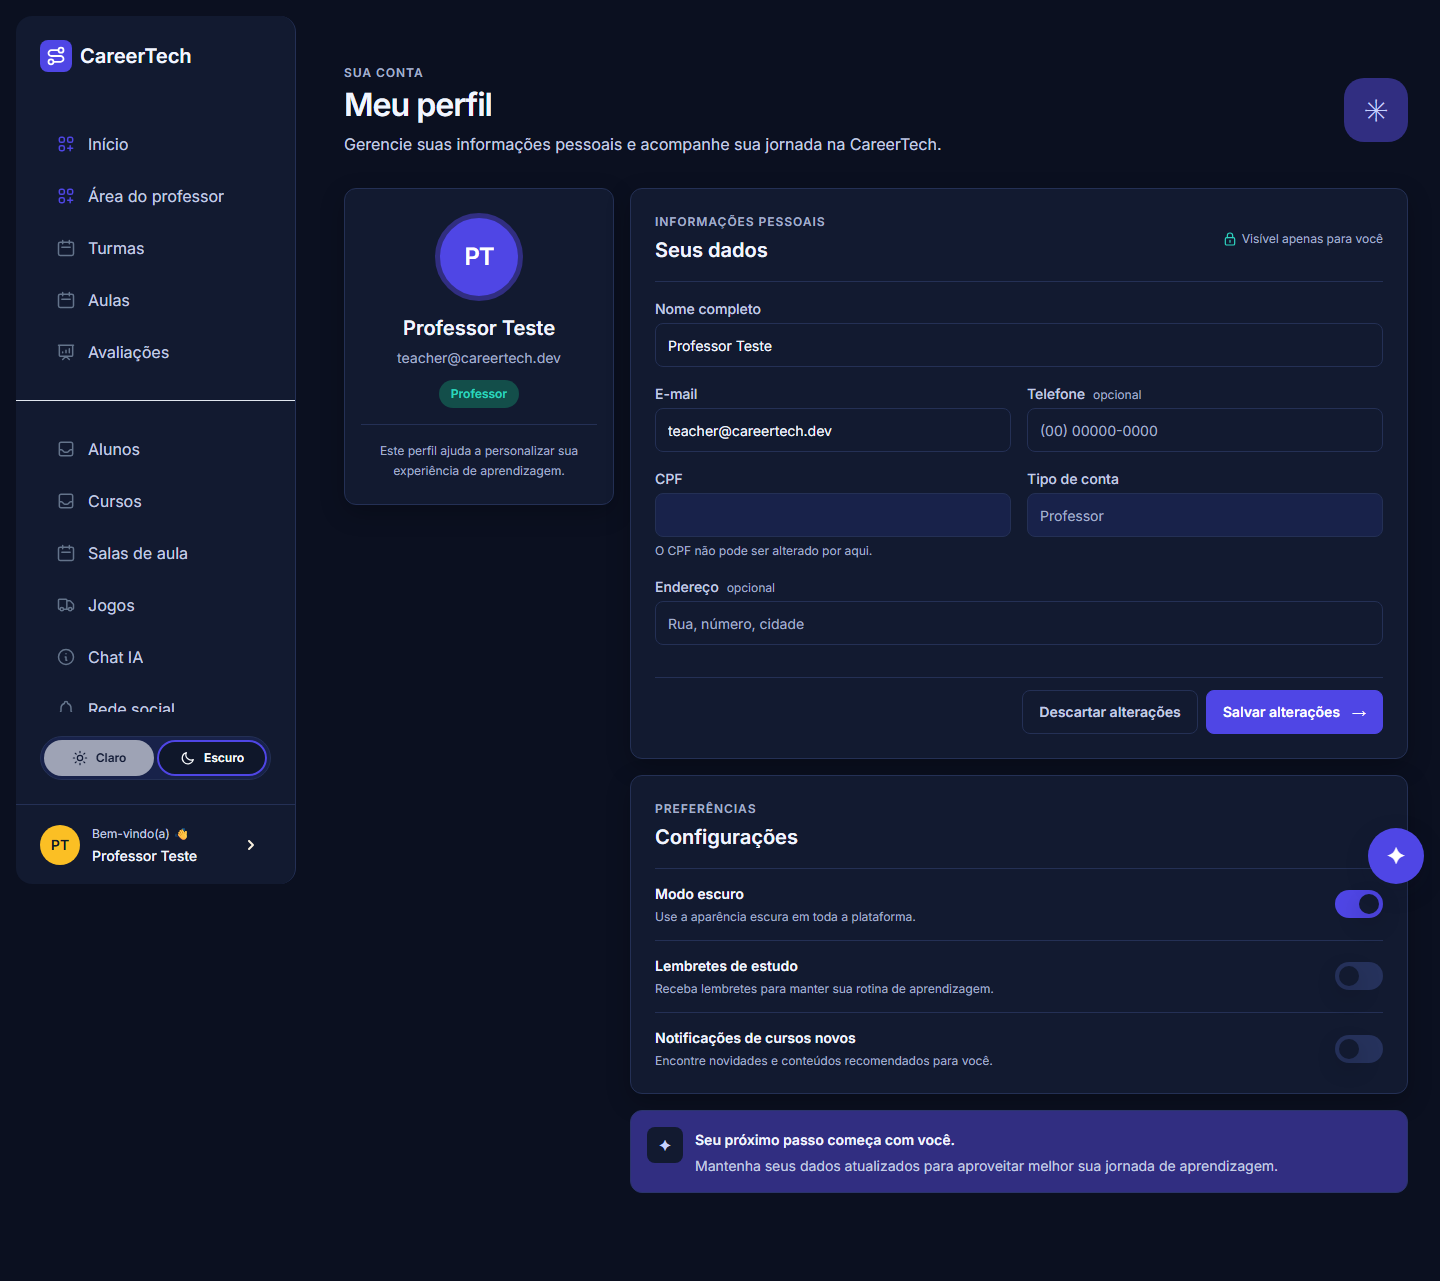 CareerTech
Início
Área do professor
Turmas
Aulas
Avaliações
Alunos
Cursos
Salas de aula
Jogos
Chat IA
Rede social
Claro
Escuro
PT
Bem-vindo(a) 👋
Professor Teste
SUA CONTA
Meu perfil
Gerencie suas informações pessoais e acompanhe sua jornada na CareerTech.
PT
Professor Teste
teacher@careertech.dev
Professor
Este perfil ajuda a personalizar sua
experiência de aprendizagem.
INFORMAÇÕES PESSOAIS
Seus dados
Visível apenas para você
Nome completo
Professor Teste
E-mail
Telefone opcional
teacher@careertech.dev
(00) 00000-0000
CPF
Tipo de conta
Professor
O CPF não pode ser alterado por aqui.
Endereço opcional
Rua, número, cidade
Descartar alterações
Salvar alterações →
PREFERÊNCIAS
Configurações
Modo escuro
Use a aparência escura em toda a plataforma.
Lembretes de estudo
Receba lembretes para manter sua rotina de aprendizagem.
Notificações de cursos novos
Encontre novidades e conteúdos recomendados para você.
Seu próximo passo começa com você.
Mantenha seus dados atualizados para aproveitar melhor sua jornada de aprendizagem.